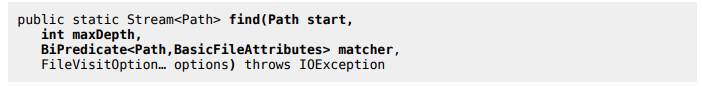 public static Stream<Path> find(Path start,
int maxDepth,
BiPredicate<Path,BasicFileAttributes> matcher,
FileVisitOption… options) throws IOException